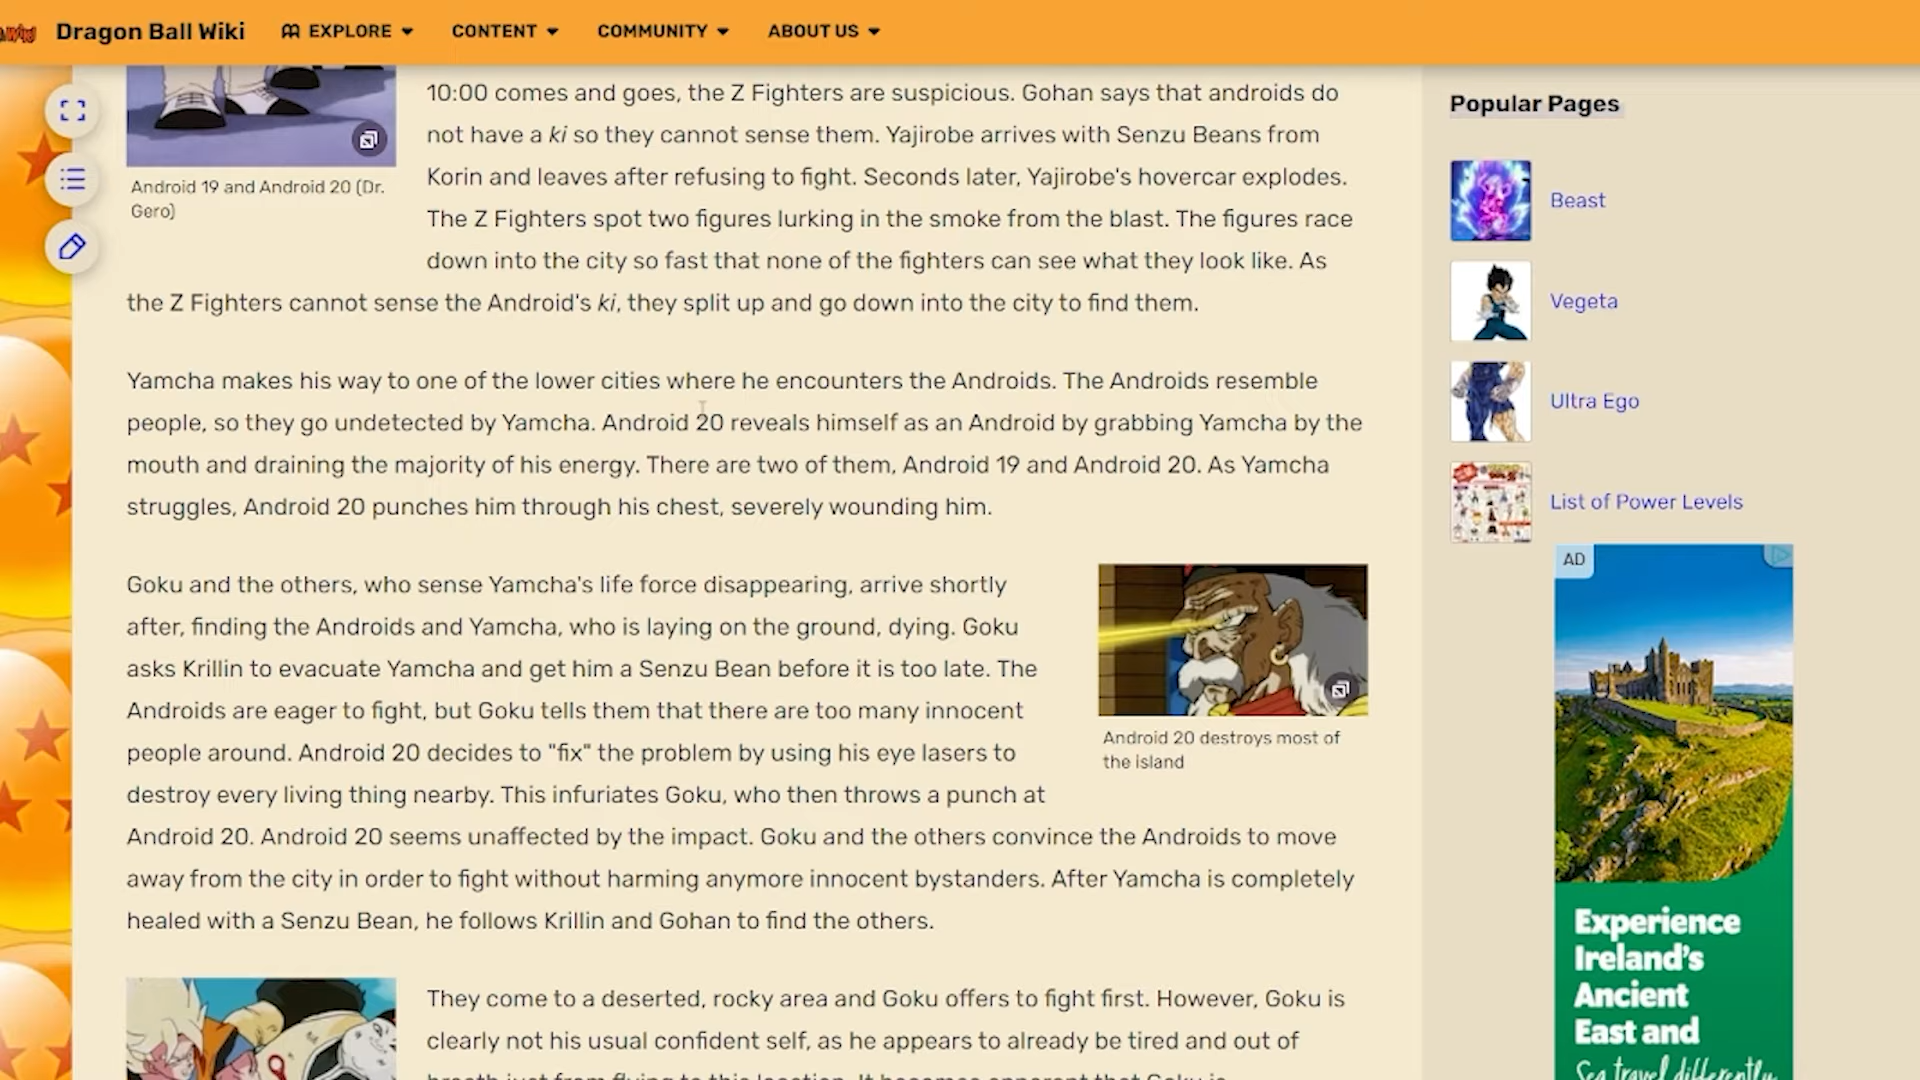 Dragon Ball Wiki
EXPLORE
CONTENT
COMMUNITY
ABOUT US
Android 19 and Android 20 (Dr.
Gero)
10:00 comes and goes, the Z Fighters are suspicious. Gohan says that androids do
not have a ki so they cannot sense them. Yajirobe arrives with Senzu Beans from
Korin and leaves after refusing to fight. Seconds later, Yajirobe's hovercar explodes.
The Z Fighters spot two figures lurking in the smoke from the blast. The figures race
down into the city so fast that none of the fighters can see what they look like. As
the Z Fighters cannot sense the Android's ki, they split up and go down into the city to find them.
Yamcha makes his way to one of the lower cities where he encounters the Androids. The Androids resemble
people, so they go undetected by Yamcha. Android 20 reveals himself as an Android by grabbing Yamcha by the
mouth and draining the majority of his energy. There are two of them, Android 19 and Android 20. As Yamcha
struggles, Android 20 punches him through his chest, severely wounding him.
Goku and the others, who sense Yamcha's life force disappearing, arrive shortly
after, finding the Androids and Yamcha, who is laying on the ground, dying. Goku
asks Krillin to evacuate Yamcha and get him a Senzu Bean before it is too late. The
Androids are eager to fight, but Goku tells them that there are too many innocent
people around. Android 20 decides to "fix" the problem by using his eye lasers to
destroy every living thing nearby. This infuriates Goku, who then throws a punch at
Android 20. Android 20 seems unaffected by the impact. Goku and the others convince the Androids to move
away from the city in order to fight without harming anymore innocent bystanders. After Yamcha is completely
healed with a Senzu Bean, he follows Krillin and Gohan to find the others.
Android 20 destroys most of
the island
They come to a deserted, rocky area and Goku offers to fight first. However, Goku is
clearly not his usual confident self, as he appears to already be tired and out of
breath just from flying to this location. It becomes apparent that Goku is
Popular Pages
Beast
Vegeta
Ultra Ego
List of Power Levels
AD
Experience
Ireland's
Ancient
East and
Sea travel differently